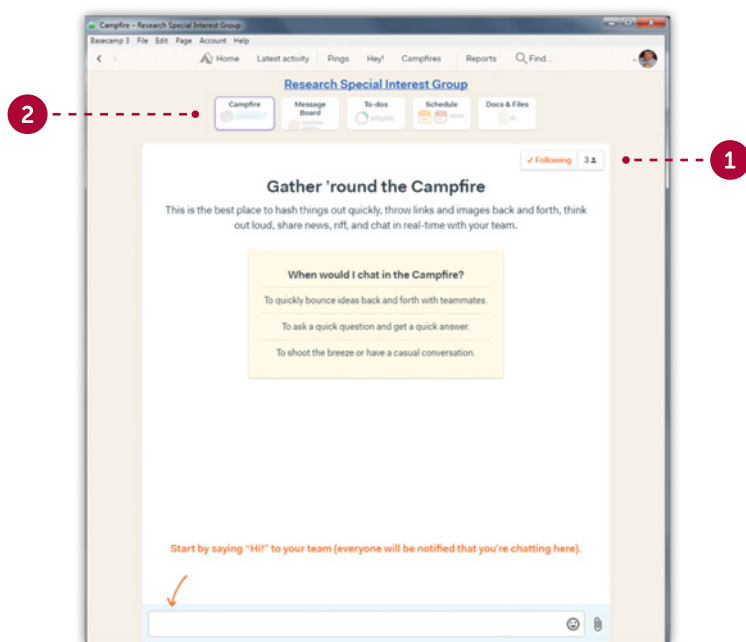 Campfire – Research Special Interest Group
Basecamp 3 File Edit Page Account Help
Home Latest activity Pings Hey! Campfires Reports Find...
Research Special Interest Group
Campfire Message Board To-dos Schedule Docs & Files
2
✓ Following 3
1
Gather ’round the Campfire
This is the best place to hash things out quickly, throw links and images back and forth, think
out loud, share news, riff, and chat in real-time with your team.
When would I chat in the Campfire?
To quickly bounce ideas back and forth with teammates.
To ask a quick question and get a quick answer.
To shoot the breeze or have a casual conversation.
Start by saying “Hi!” to your team (everyone will be notified that you’re chatting here).